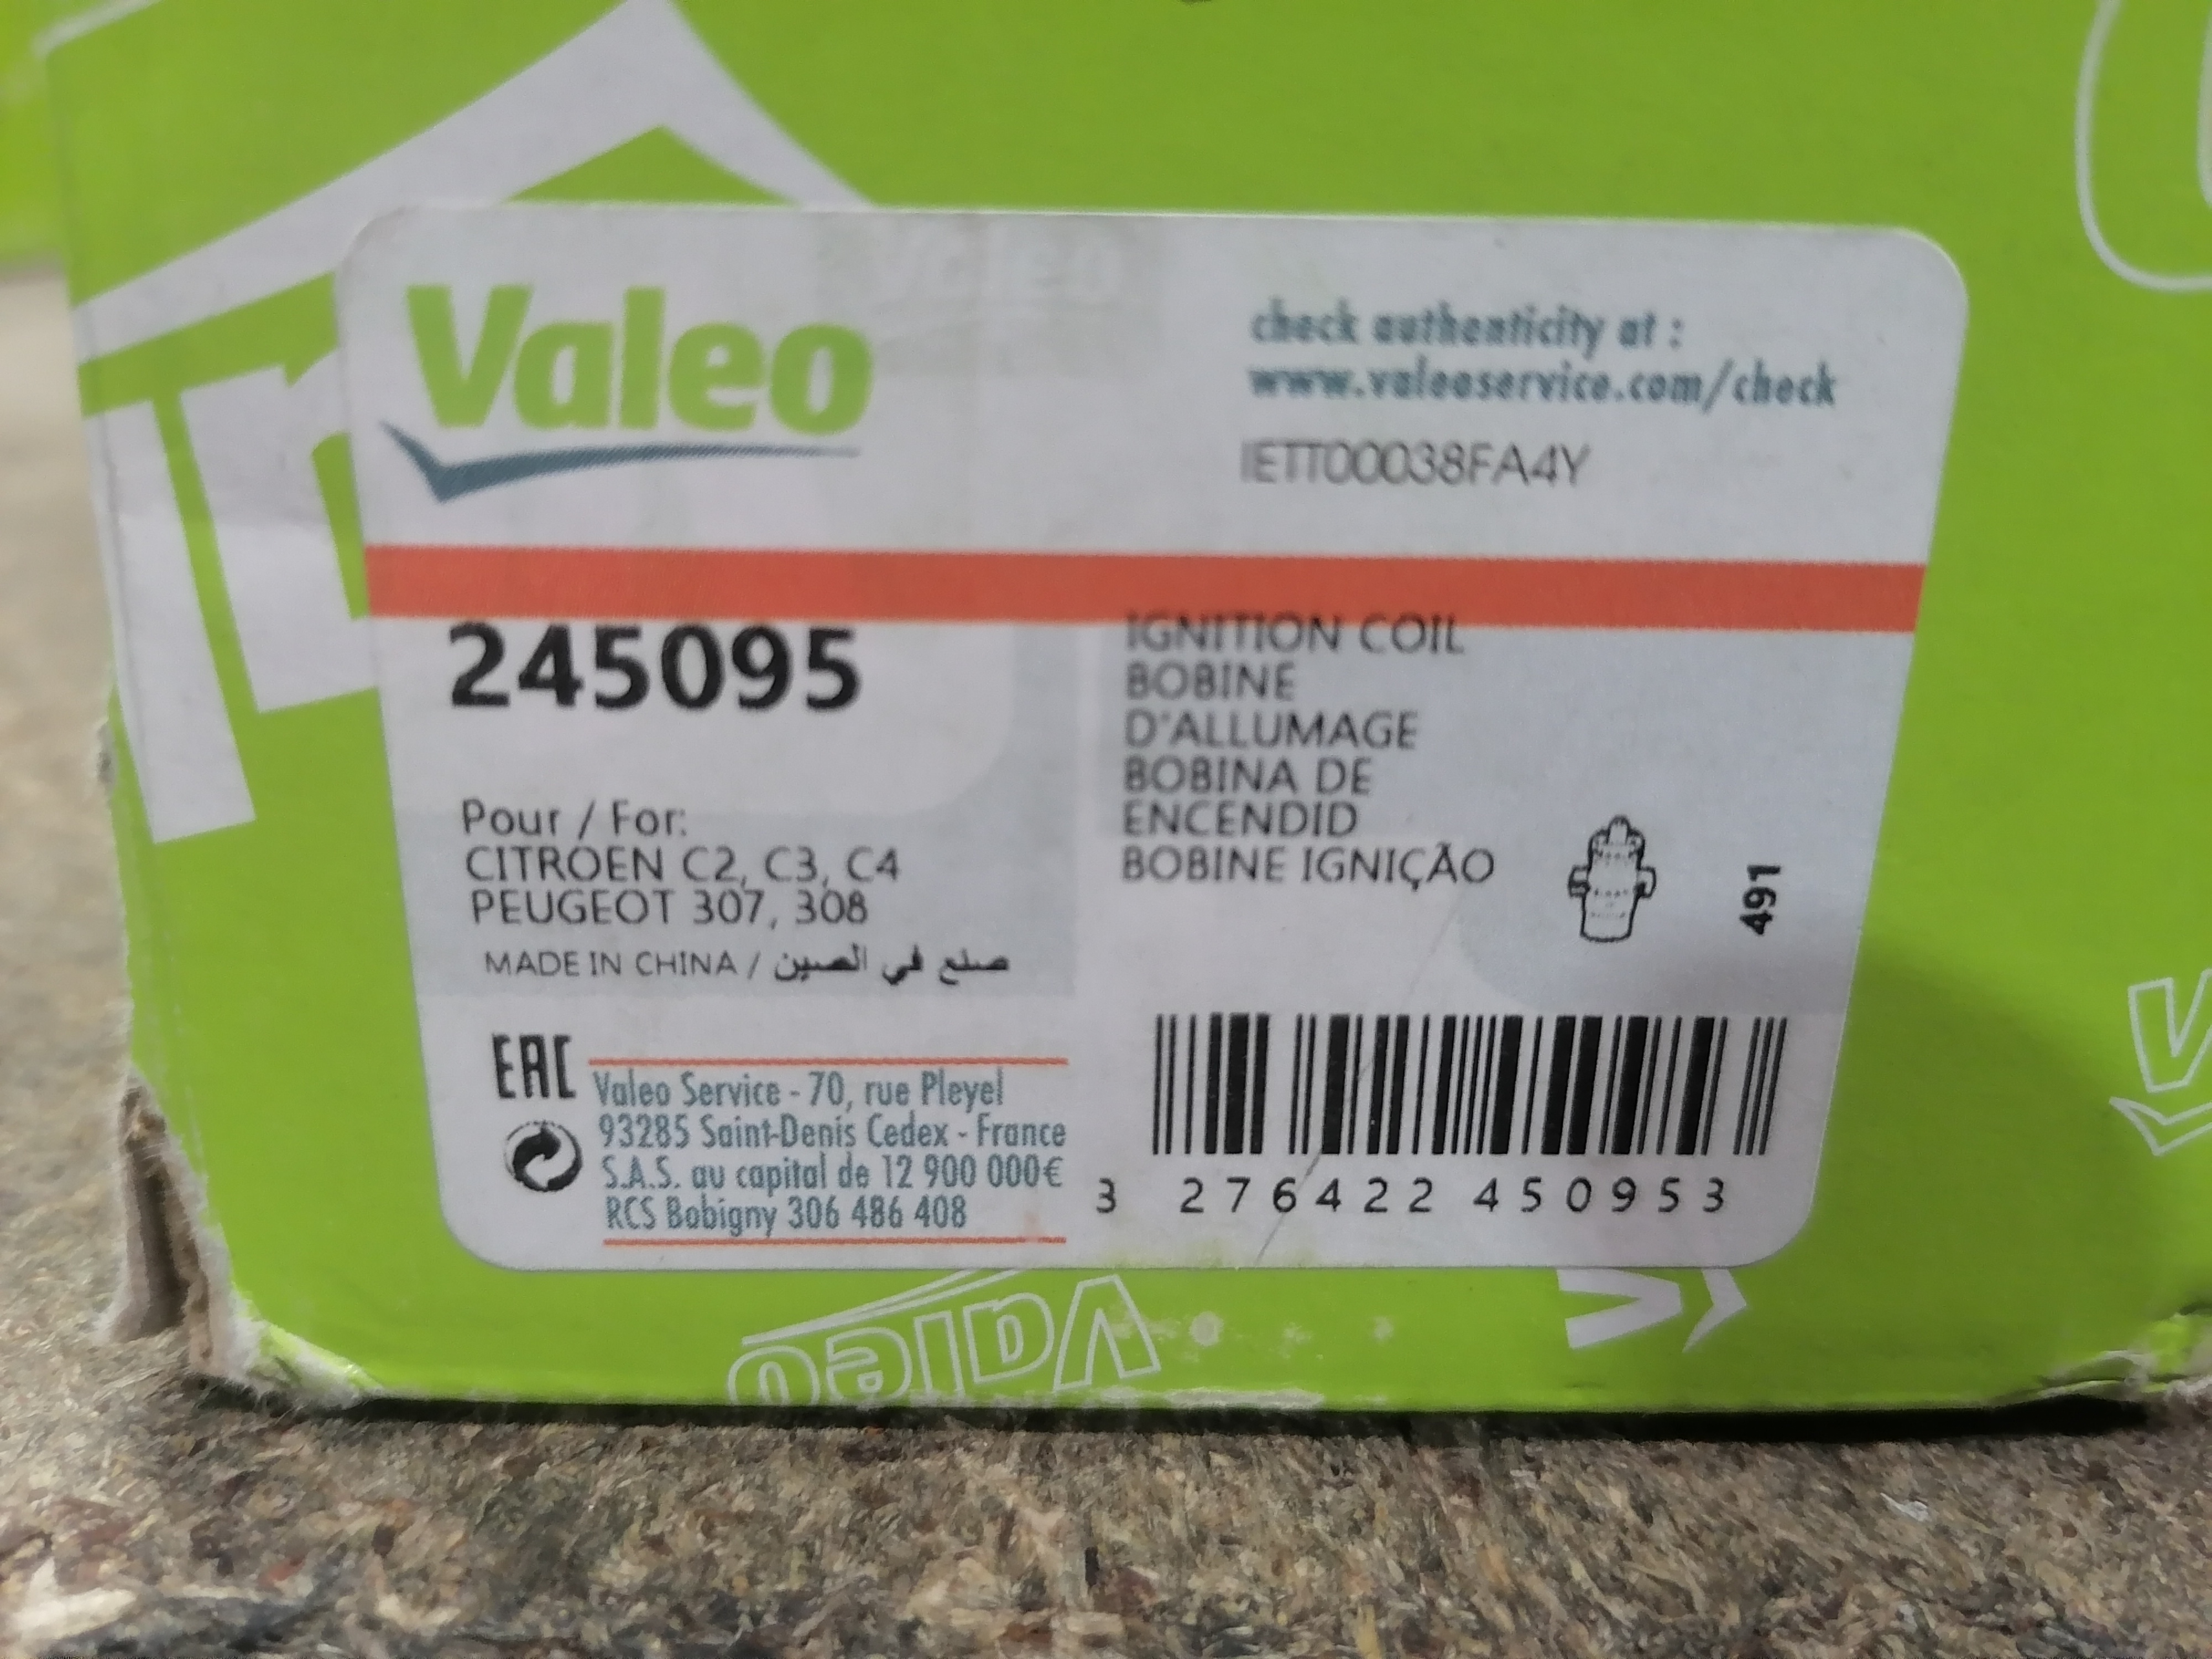 Valeo
check authenticity at :
www.valeoservice.com/check
IETT00038FA4Y
245095
IGNITION COIL
BOBINE
D'ALLUMAGE
BOBINA DE
ENCENDID
BOBINE IGNIÇÃO
Pour / For:
CITROEN C2, C3, C4
PEUGEOT 307, 308
MADE IN CHINA / صنع في الصين
491
EAC
Valeo Service - 70, rue Pleyel
93285 Saint-Denis Cedex - France
S.A.S. au capital de 12 900 000€
RCS Bobigny 306 486 408
3 276422 450953
Valeo